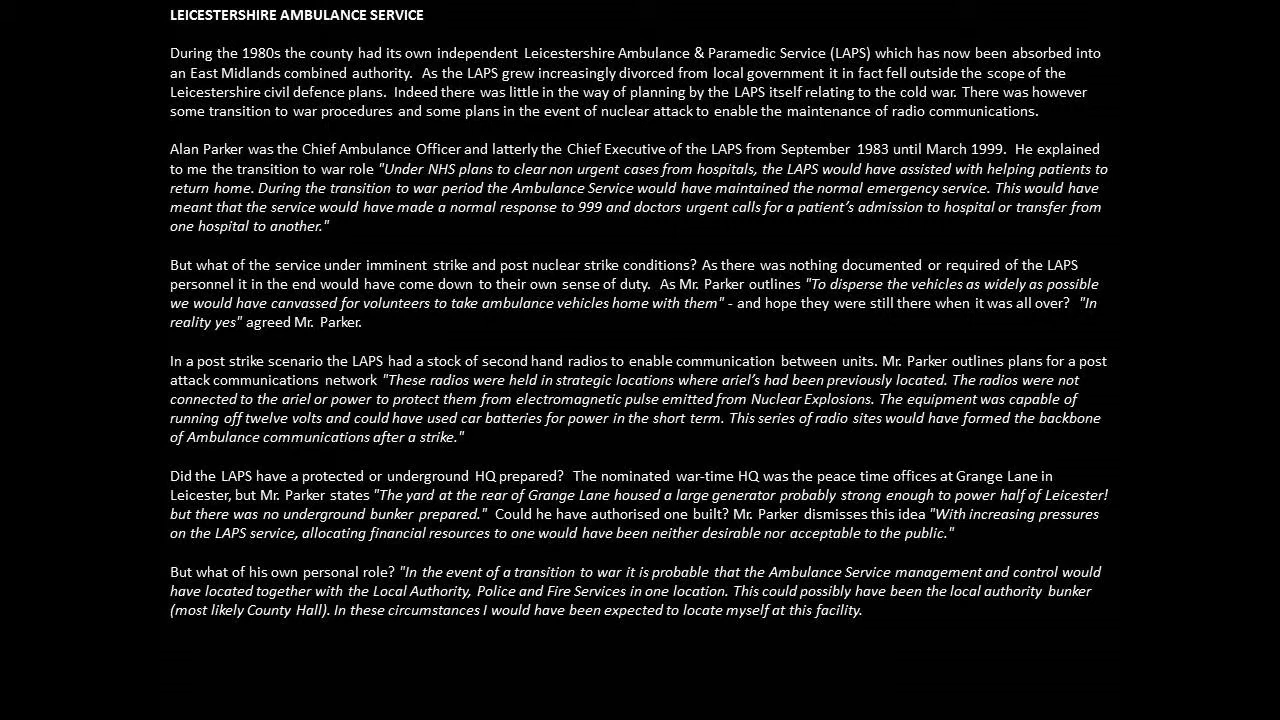 LEICESTERSHIRE AMBULANCE SERVICE
During the 1980s the county had its own independent Leicestershire Ambulance & Paramedic Service (LAPS) which has now been absorbed into
an East Midlands combined authority. As the LAPS grew increasingly divorced from local government it in fact fell outside the scope of the
Leicestershire civil defence plans. Indeed there was little in the way of planning by the LAPS itself relating to the cold war. There was however
some transition to war procedures and some plans in the event of nuclear attack to enable the maintenance of radio communications.
Alan Parker was the Chief Ambulance Officer and latterly the Chief Executive of the LAPS from September 1983 until March 1999. He explained
to me the transition to war role "Under NHS plans to clear non urgent cases from hospitals, the LAPS would have assisted with helping patients to
return home. During the transition to war period the Ambulance Service would have maintained the normal emergency service. This would have
meant that the service would have made a normal response to 999 and doctors urgent calls for a patient's admission to hospital or transfer from
one hospital to another."
But what of the service under imminent strike and post nuclear strike conditions? As there was nothing documented or required of the LAPS
personnel it in the end would have come down to their own sense of duty. As Mr. Parker outlines "To disperse the vehicles as widely as possible
we would have canvassed for volunteers to take ambulance vehicles home with them" - and hope they were still there when it was all over? "In
reality yes" agreed Mr. Parker.
In a post strike scenario the LAPS had a stock of second hand radios to enable communication between units. Mr. Parker outlines plans for a post
attack communications network "These radios were held in strategic locations where ariel's had been previously located. The radios were not
connected to the ariel or power to protect them from electromagnetic pulse emitted from Nuclear Explosions. The equipment was capable of
running off twelve volts and could have used car batteries for power in the short term. This series of radio sites would have formed the backbone
of Ambulance communications after a strike."
Did the LAPS have a protected or underground HQ prepared? The nominated war-time HQ was the peace time offices at Grange Lane in
Leicester, but Mr. Parker states "The yard at the rear of Grange Lane housed a large generator probably strong enough to power half of Leicester!
but there was no underground bunker prepared." Could he have authorised one built? Mr. Parker dismisses this idea "With increasing pressures
on the LAPS service, allocating financial resources to one would have been neither desirable nor acceptable to the public."
But what of his own personal role? "In the event of a transition to war it is probable that the Ambulance Service management and control would
have located together with the Local Authority, Police and Fire Services in one location. This could possibly have been the local authority bunker
(most likely County Hall). In these circumstances I would have been expected to locate myself at this facility.